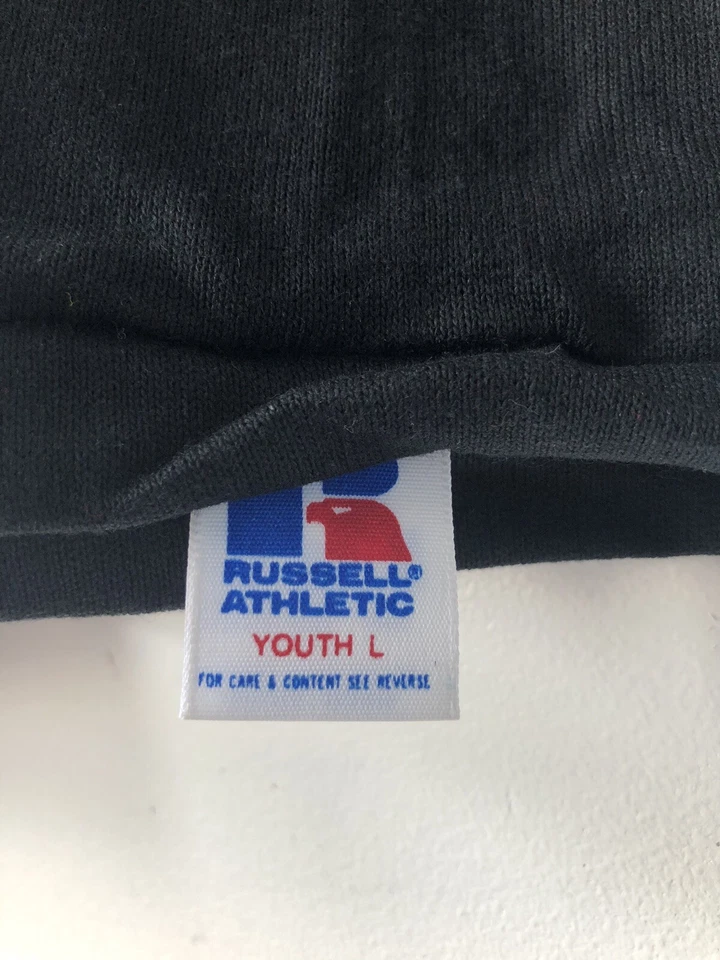 RUSSELL®
ATHLETIC
YOUTH L
FOR CARE & CONTENT SEE REVERSE